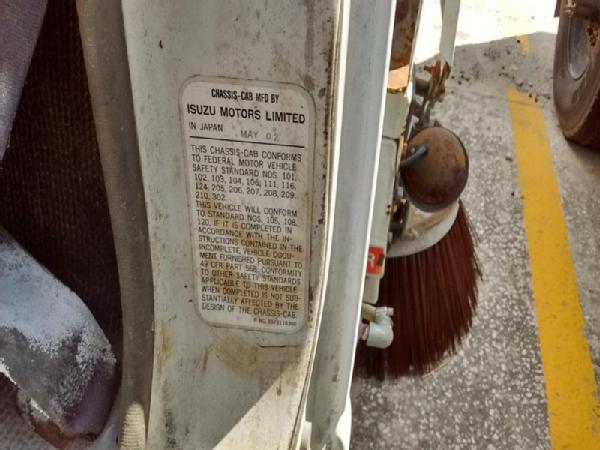 CHASSIS-CAB MFD BY
ISUZU MOTORS LIMITED
IN JAPAN MAY 02
THIS CHASSIS-CAB CONFORMS
TO FEDERAL MOTOR VEHICLE
SAFETY STANDARD NOS. 101,
102, 103, 104, 106, 111, 116,
124, 205, 206, 207, 208, 209,
210, 302.
THIS VEHICLE WILL CONFORM
TO STANDARD NOS. 105, 108,
120, IF IT IS COMPLETED IN
ACCORDANCE WITH THE IN-
STRUCTIONS CONTAINED IN THE
INCOMPLETE VEHICLE DOCU-
MENT FURNISHED PURSUANT TO
49 CFR PART 568. CONFORMITY
TO OTHER SAFETY STANDARDS
APPLICABLE TO THIS VEHICLE
WHEN COMPLETED IS NOT SUB-
STANTIALLY AFFECTED BY THE
DESIGN OF THE CHASSIS-CAB.